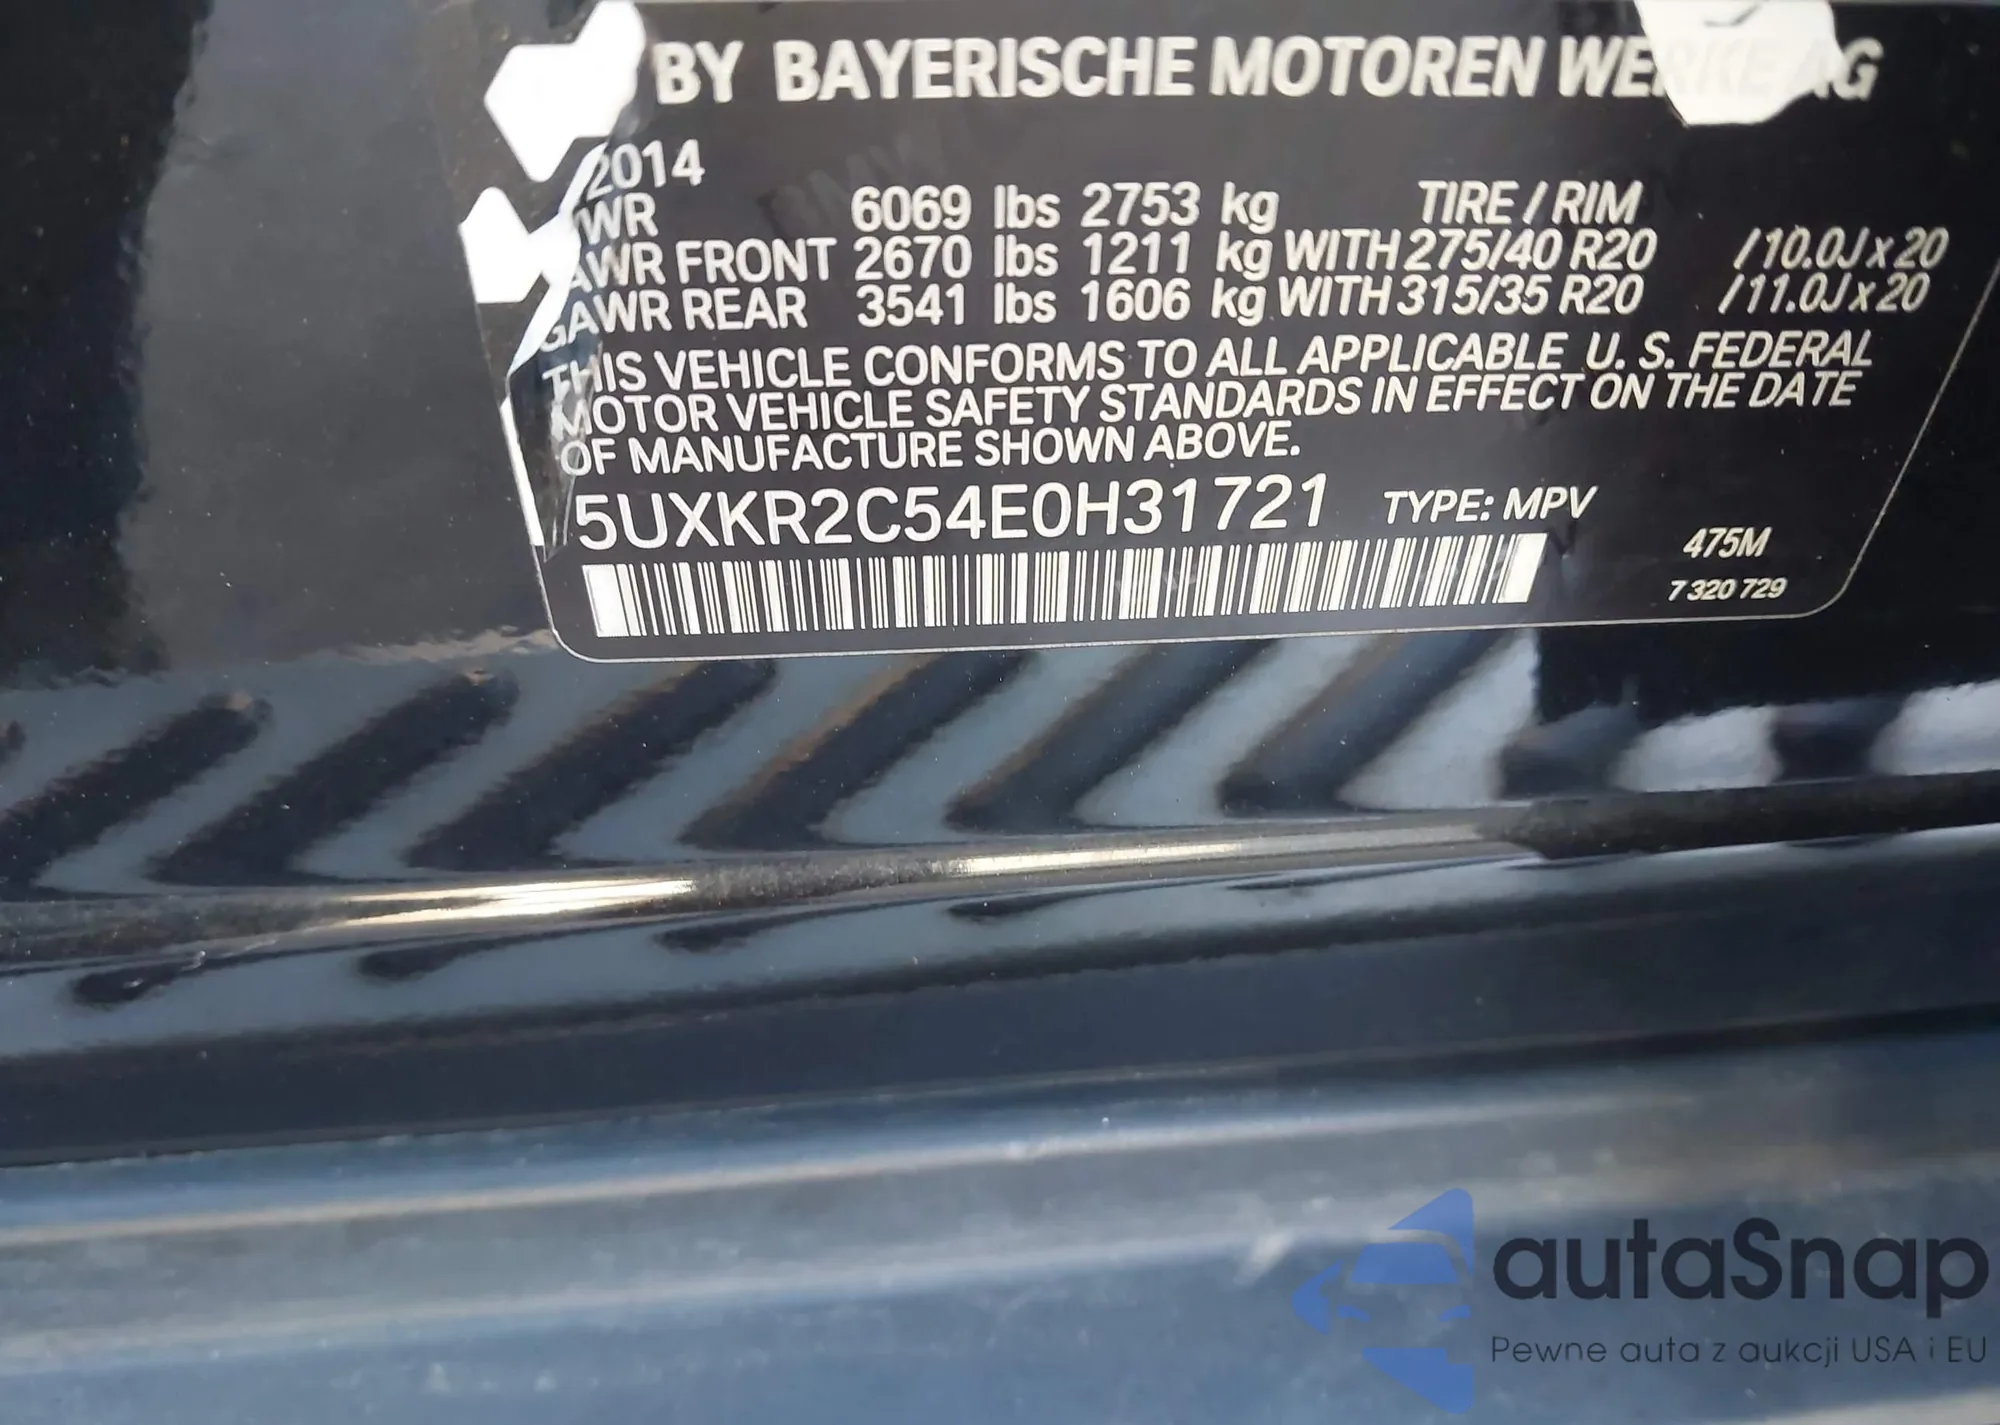 BY BAYERISCHE MOTOREN WERKE AG
2014
WR 6069 lbs 2753 kg TIRE / RIM
AWR FRONT 2670 lbs 1211 kg WITH 275/40 R20 / 10.0J x 20
GAWR REAR 3541 lbs 1606 kg WITH 315/35 R20 / 11.0J x 20
THIS VEHICLE CONFORMS TO ALL APPLICABLE U. S. FEDERAL
MOTOR VEHICLE SAFETY STANDARDS IN EFFECT ON THE DATE
OF MANUFACTURE SHOWN ABOVE.
5UXKR2C54E0H31721 TYPE: MPV
475M
7 320 729
autaSnap
Pewne auta z aukcji USA i EU